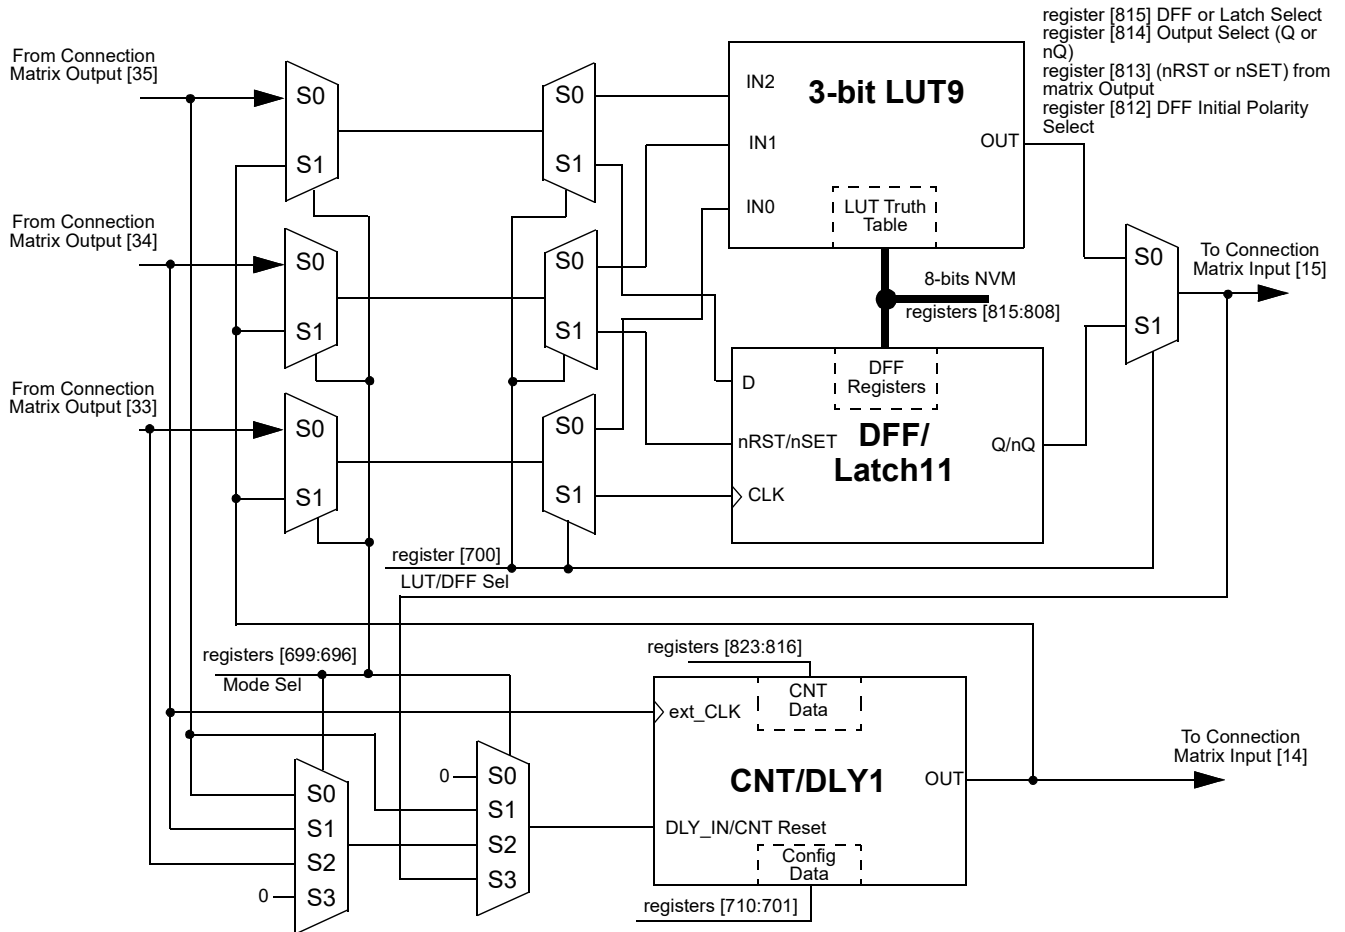 register [815] DFF or Latch Select
register [814] Output Select (Q or
nQ)
register [813] (nRST or nSET) from
matrix Output
register [812] DFF Initial Polarity
Select
From Connection
Matrix Output [35]
S0
S1
S0
S1
IN2
3-bit LUT9
IN1
OUT
IN0
LUT Truth
Table
From Connection
Matrix Output [34]
S0
S1
S0
S1
8-bits NVM
registers [815:808]
S0
S1
To Connection
Matrix Input [15]
From Connection
Matrix Output [33]
S0
S1
S0
S1
DFF
Registers
D
DFF/
Latch11
nRST/nSET
Q/nQ
CLK
register [700]
LUT/DFF Sel
registers [699:696]
Mode Sel
registers [823:816]
CNT
Data
ext_CLK
CNT/DLY1
OUT
To Connection
Matrix Input [14]
DLY_IN/CNT Reset
Config
Data
registers [710:701]
0
S0
S1
S2
S3
S0
S1
S2
0
S3